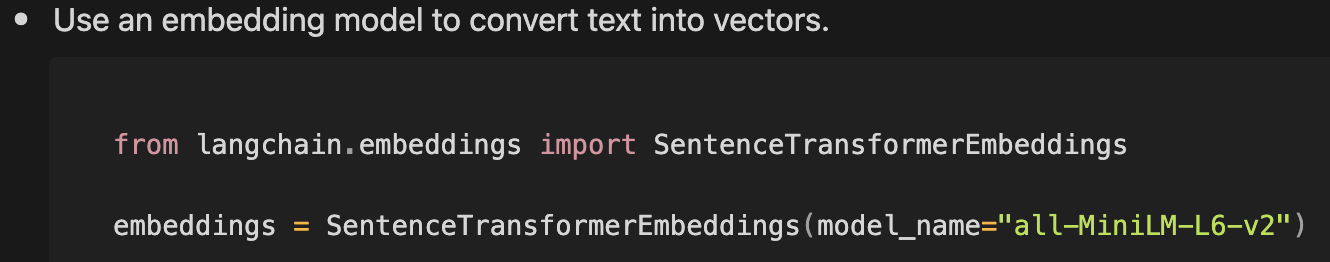 • Use an embedding model to convert text into vectors.
from langchain.embeddings import SentenceTransformerEmbeddings
embeddings = SentenceTransformerEmbeddings(model_name="all-MiniLM-L6-v2")